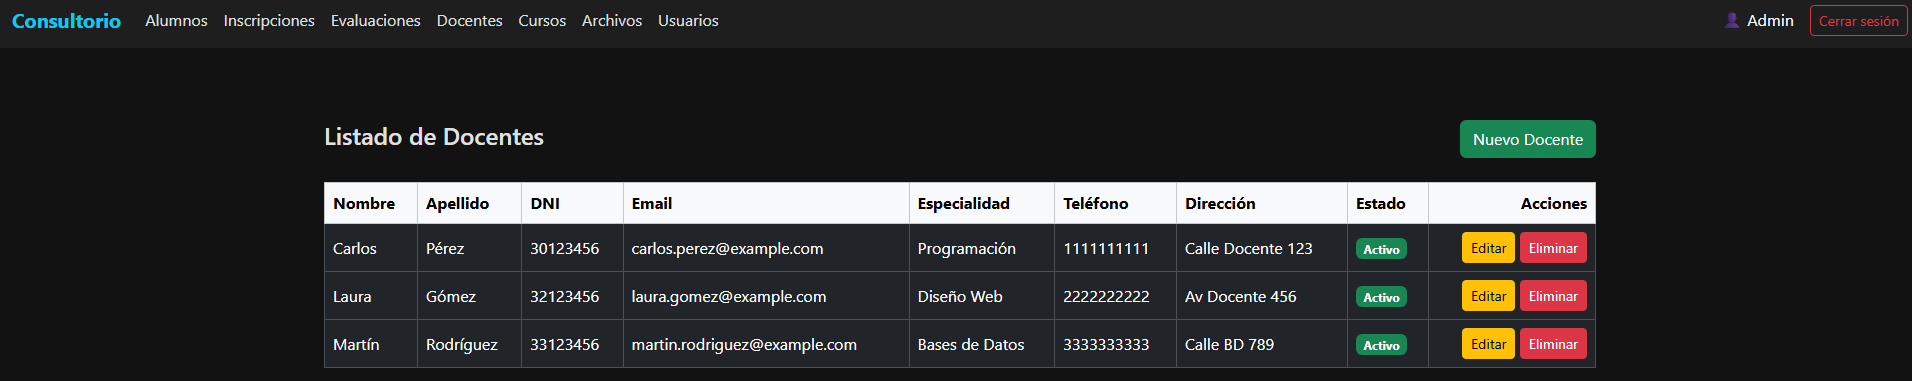 Consultorio Alumnos Inscripciones Evaluaciones Docentes Cursos Archivos Usuarios Admin Cerrar sesión
Listado de Docentes Nuevo Docente
Nombre Apellido DNI Email Especialidad Teléfono Dirección Estado Acciones
Carlos Pérez 30123456 carlos.perez@example.com Programación 1111111111 Calle Docente 123 Activo Editar Eliminar
Laura Gómez 32123456 laura.gomez@example.com Diseño Web 2222222222 Av Docente 456 Activo Editar Eliminar
Martín Rodríguez 33123456 martin.rodriguez@example.com Bases de Datos 3333333333 Calle BD 789 Activo Editar Eliminar